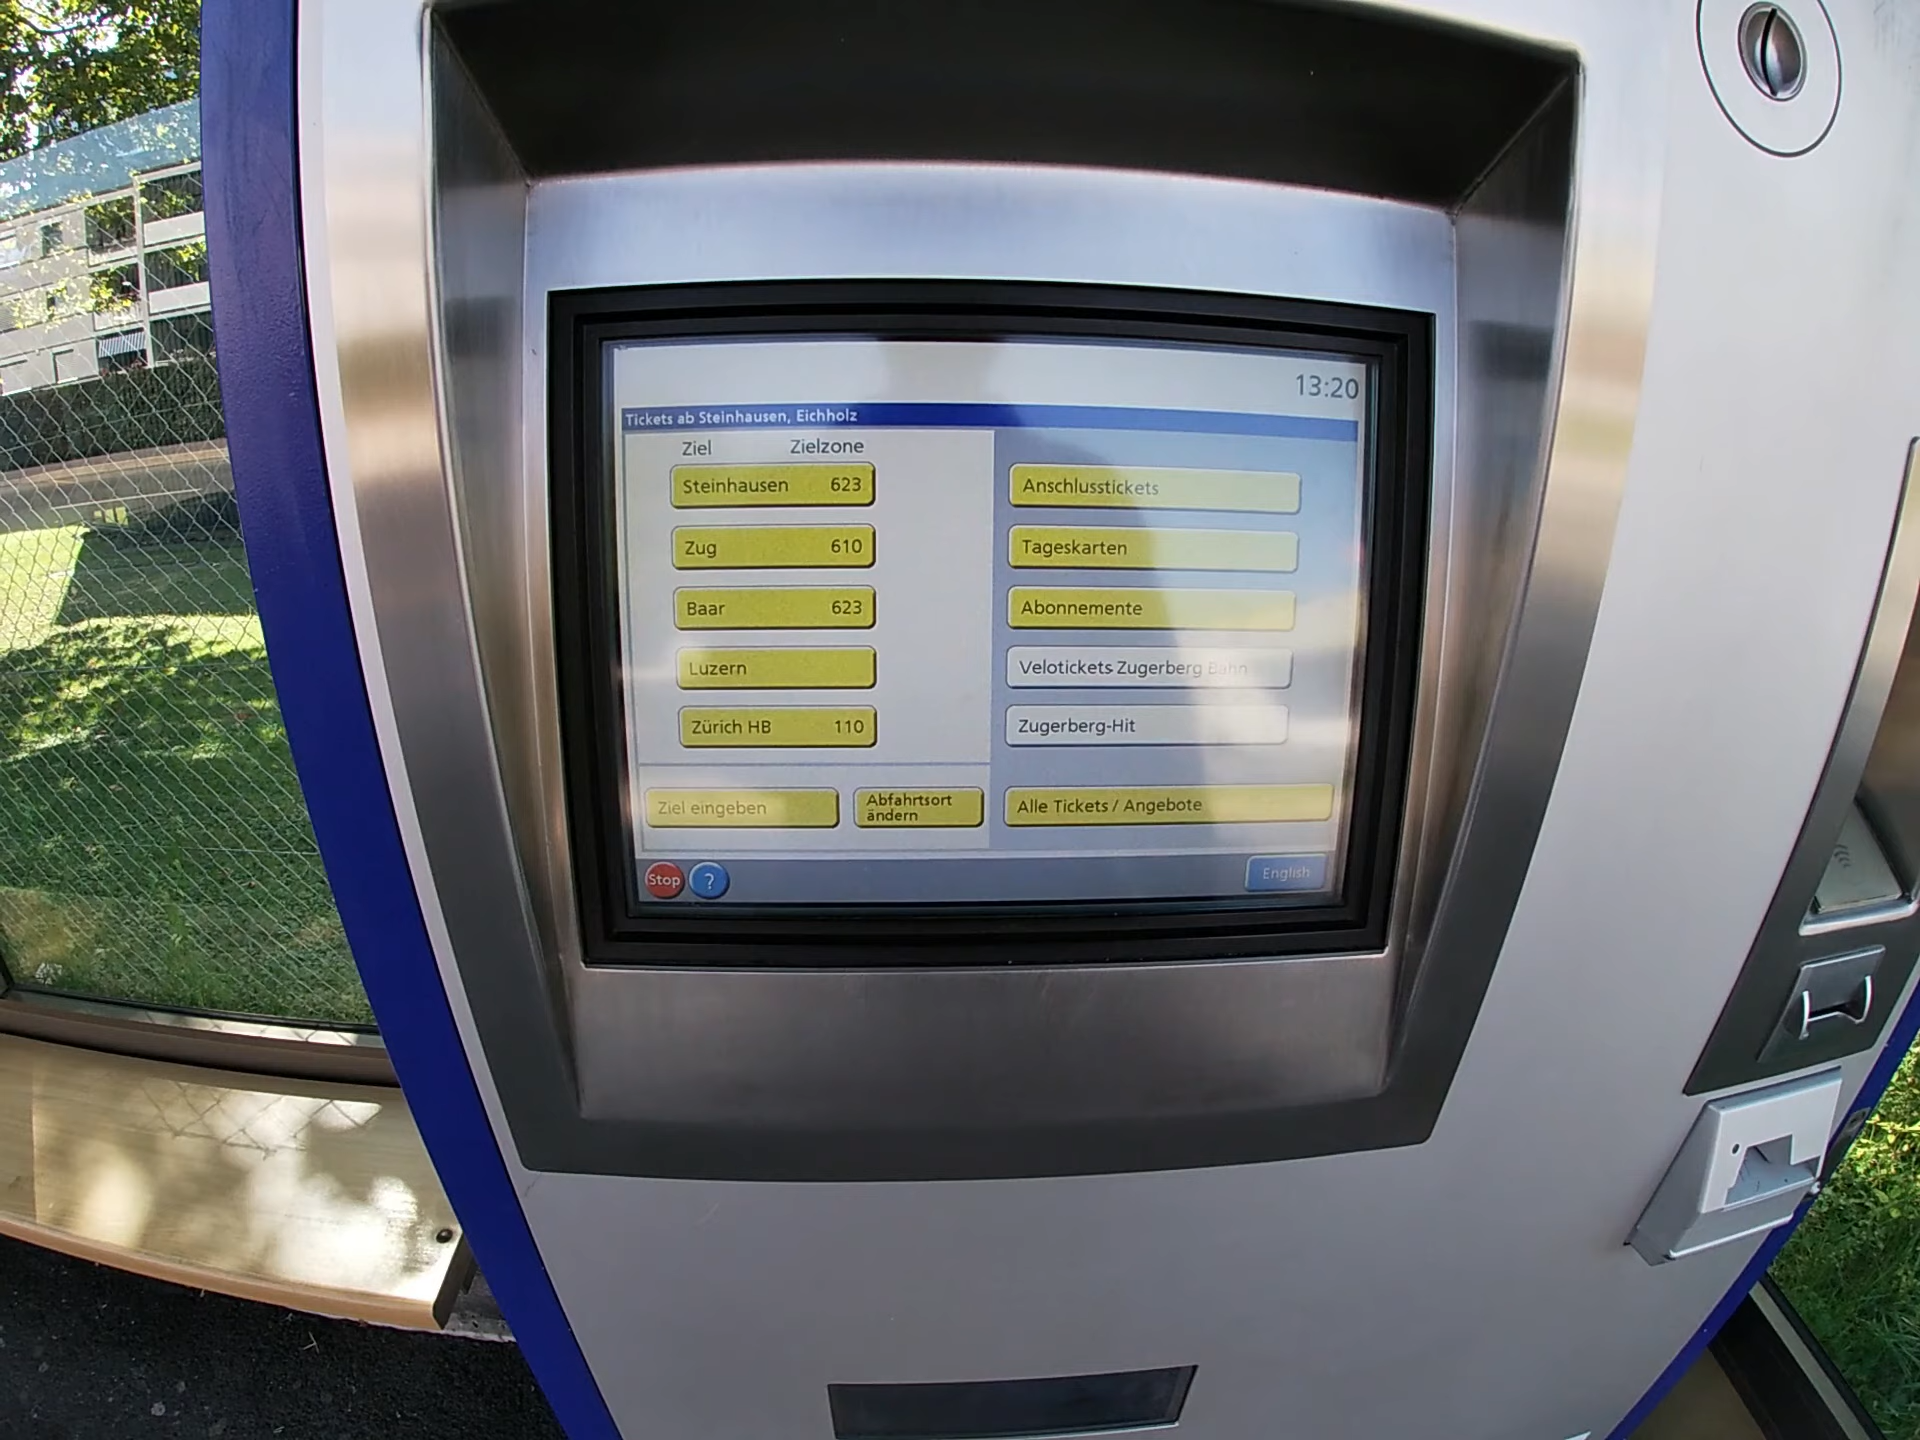 13:20
Tickets ab Steinhausen, Eichholz
Ziel Zielzone
Steinhausen 623
Zug 610
Baar 623
Luzern
Zürich HB 110
Anschlusstickets
Tageskarten
Abonnemente
Velotickets Zugerberg Bahn
Zugerberg-Hit
Ziel eingeben
Abfahrtsort
ändern
Alle Tickets / Angebote
Stop
?
English